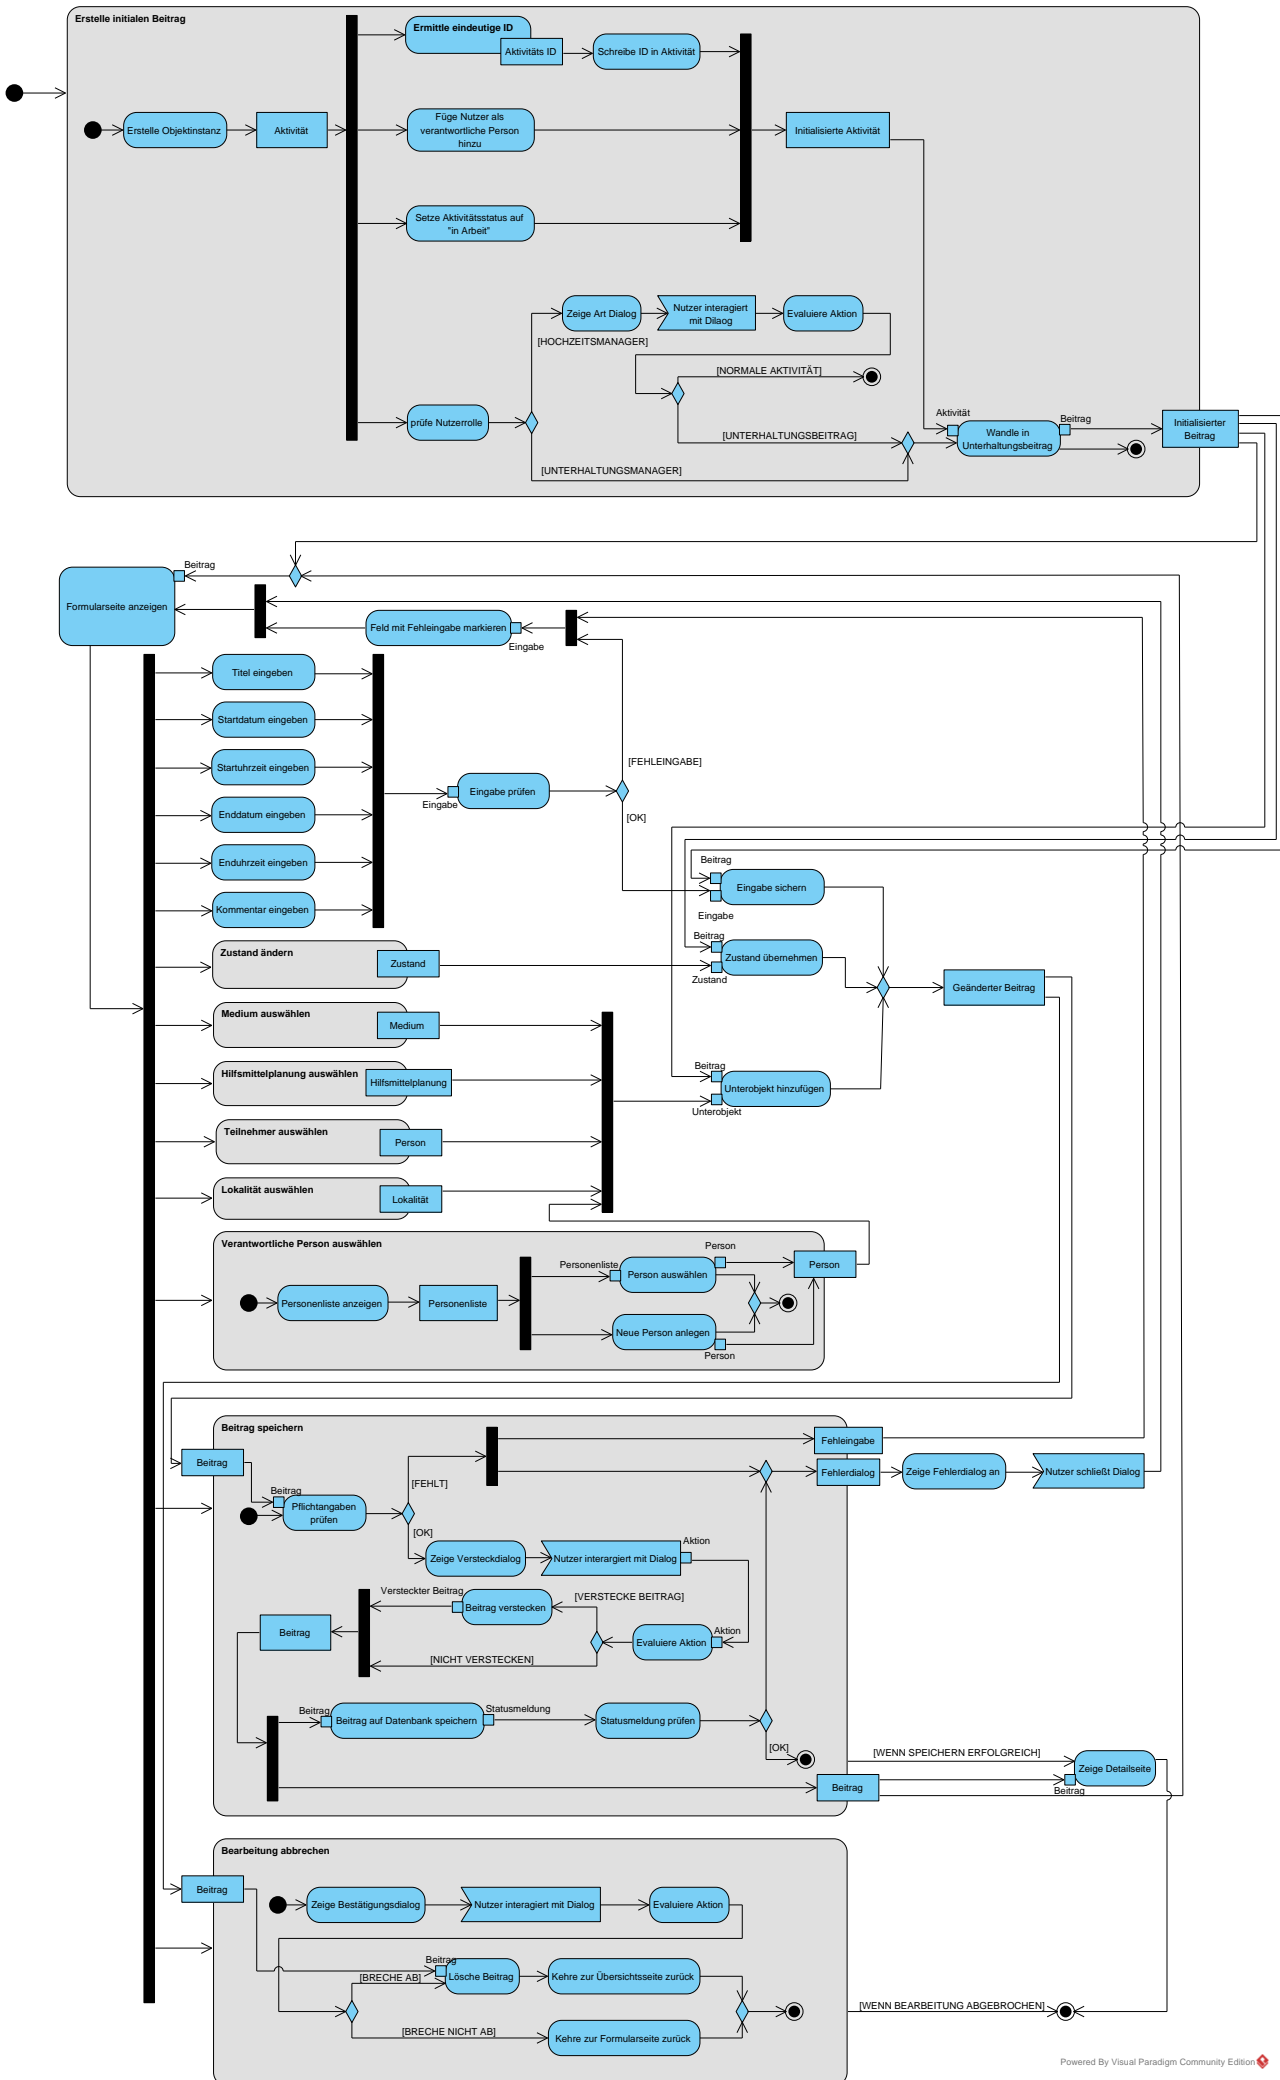 Erstelle initialen Beitrag
Ermittle eindeutige ID
Aktivitäts ID
Schreibe ID in Aktivität
Erstelle Objektinstanz
Aktivität
Füge Nutzer als
verantwortliche Person
hinzu
Initialisierte Aktivität
Setze Aktivitätsstatus auf
"in Arbeit"
Zeige Art Dialog
Nutzer interagiert
mit Dilaog
Evaluiere Aktion
[HOCHZEITSMANAGER]
[NORMALE AKTIVITÄT]
prüfe Nutzerrolle
[UNTERHALTUNGSBEITRAG]
[UNTERHALTUNGSMANAGER]
Aktivität
Wandle in
Unterhaltungsbeitrag
Beitrag
Initialisierter
Beitrag
Beitrag
Formularseite anzeigen
Feld mit Fehleingabe markieren
Eingabe
Titel eingeben
Startdatum eingeben
Startuhrzeit eingeben
Enddatum eingeben
Enduhrzeit eingeben
Kommentar eingeben
Eingabe
Eingabe prüfen
[FEHLEINGABE]
[OK]
Beitrag
Eingabe sichern
Eingabe
Zustand ändern
Zustand
Beitrag
Zustand übernehmen
Zustand
Geänderter Beitrag
Medium auswählen
Medium
Hilfsmittelplanung auswählen
Hilfsmittelplanung
Beitrag
Unterobjekt hinzufügen
Unterobjekt
Teilnehmer auswählen
Person
Lokalität auswählen
Lokalität
Verantwortliche Person auswählen
Personenliste anzeigen
Personenliste
Personenliste
Person auswählen
Person
Person
Neue Person anlegen
Person
Beitrag speichern
Beitrag
Beitrag
Pflichtangaben
prüfen
[FEHLT]
[OK]
Fehleingabe
Fehlerdialog
Zeige Fehlerdialog an
Nutzer schließt Dialog
Zeige Versteckdialog
Nutzer interargiert mit Dialog
Aktion
Versteckter Beitrag
Beitrag verstecken
[VERSTECKE BEITRAG]
Beitrag
Evaluiere Aktion
Aktion
[NICHT VERSTECKEN]
Beitrag
Beitrag auf Datenbank speichern
Statusmeldung
Statusmeldung prüfen
[OK]
[WENN SPEICHERN ERFOLGREICH]
Zeige Detailseite
Beitrag
Beitrag
Bearbeitung abbrechen
Beitrag
Zeige Bestätigungsdialog
Nutzer interagiert mit Dialog
Evaluiere Aktion
Beitrag
[BRECHE AB]
Lösche Beitrag
Kehre zur Übersichtsseite zurück
[BRECHE NICHT AB]
Kehre zur Formularseite zurück
[WENN BEARBEITUNG ABGEBROCHEN]
Powered By Visual Paradigm Community Edition